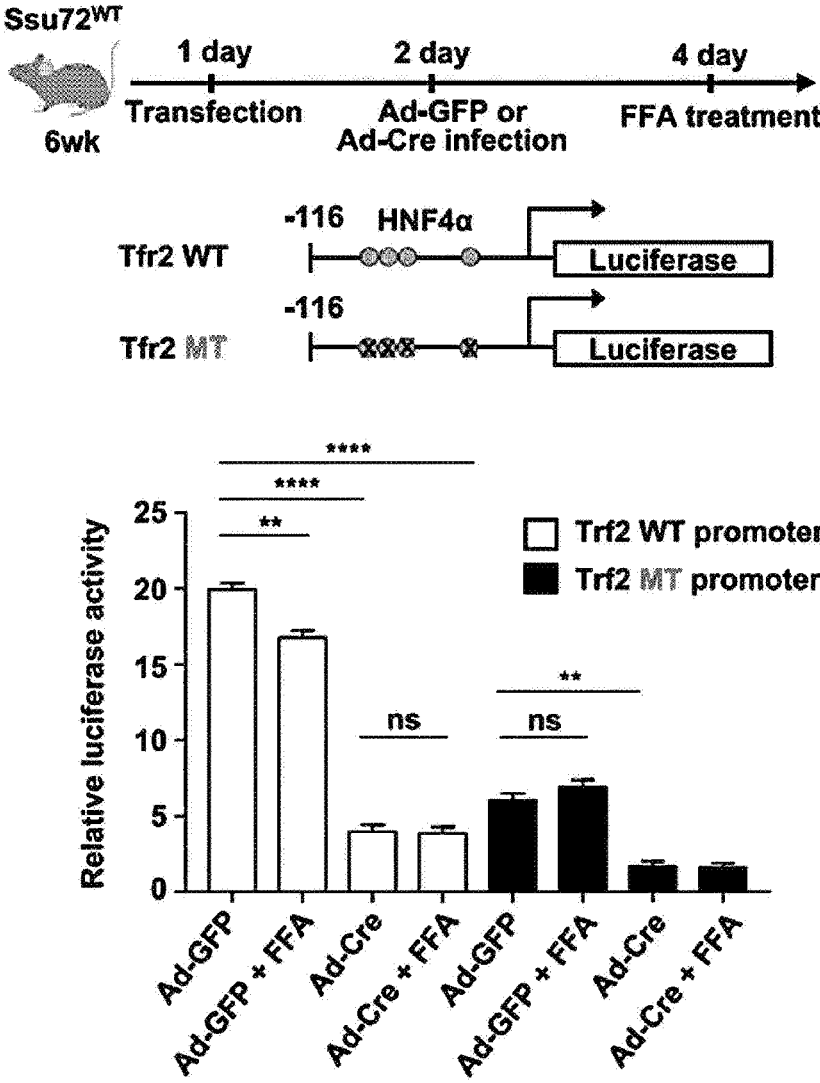 Ssu72WT
6wk
1 day
2 day
4 day
Transfection
Ad-GFP or
Ad-Cre infection
FFA treatment
-116
HNF4α
Tfr2 WT
Luciferase
-116
Tfr2 MT
Luciferase
****
****
**
Trf2 WT promoter
Trf2 MT promoter
**
ns
ns
Relative luciferase activity
25
20
15
10
5
0
Ad-GFP
Ad-GFP + FFA
Ad-Cre
Ad-Cre + FFA
Ad-GFP
Ad-GFP + FFA
Ad-Cre
Ad-Cre + FFA